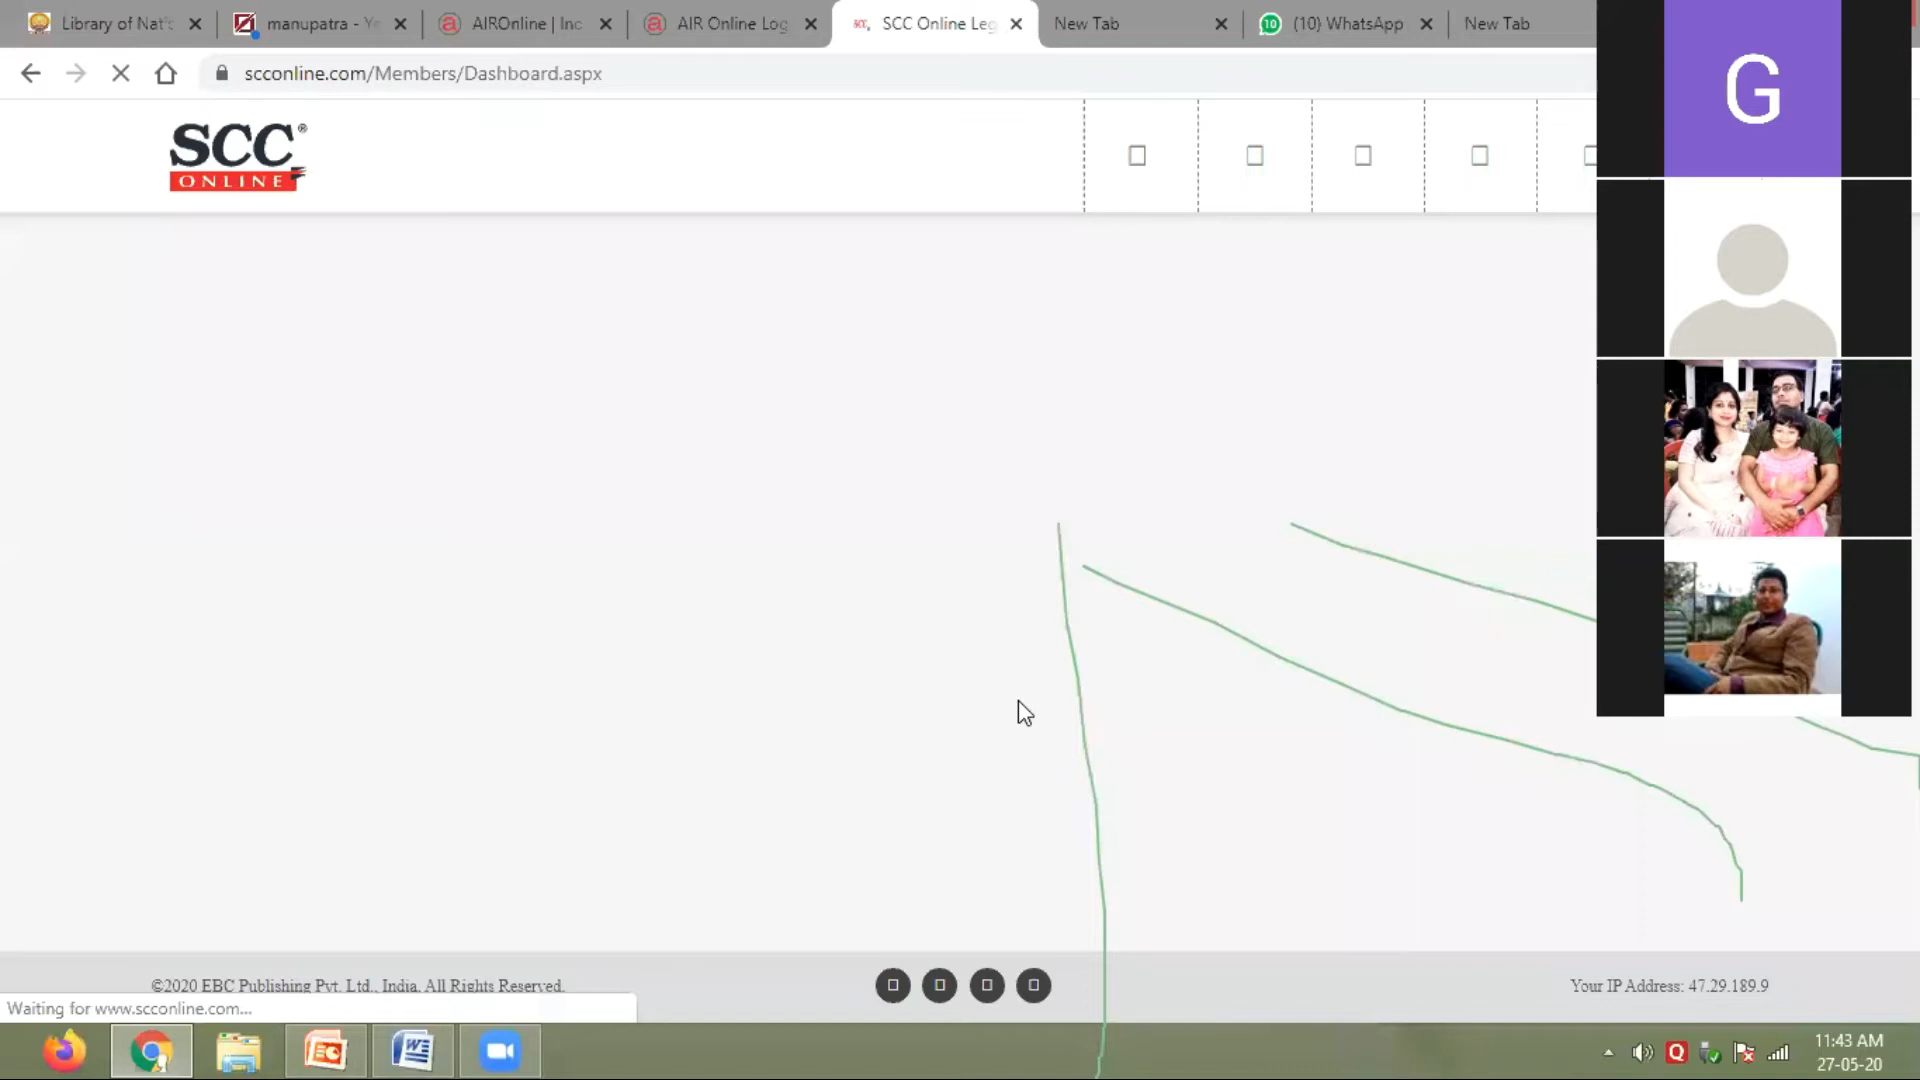 Library of Nat'
manupatra - Ye
AIROnline | Inc
AIR Online Log
SCC Online Leg
New Tab
(10) WhatsApp
New Tab
scconline.com/Members/Dashboard.aspx
SCC®
ONLINE
G
©2020 EBC Publishing Pvt. Ltd., India. All Rights Reserved.
Your IP Address: 47.29.189.9
Waiting for www.scconline.com...
11:43 AM
27-05-20